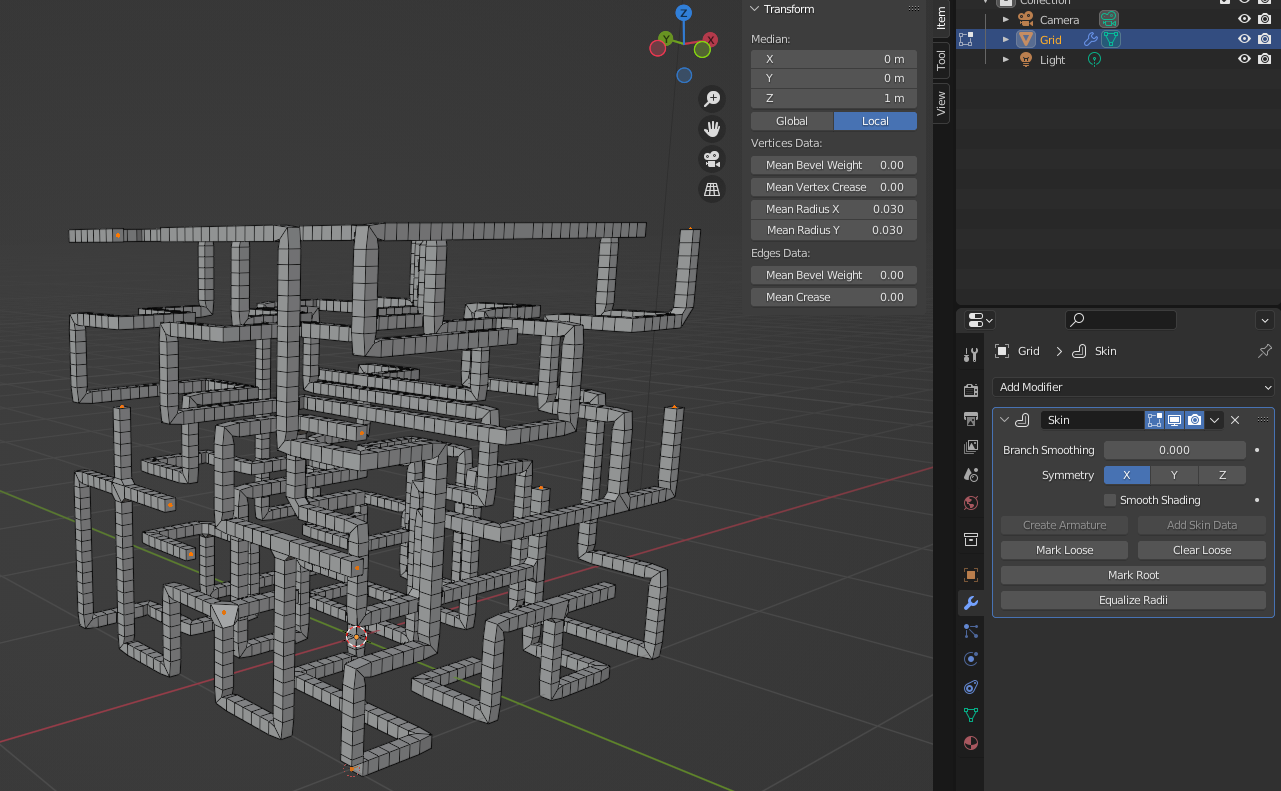 Transform
Median:
X 0 m
Y 0 m
Z 1 m
Global Local
Vertices Data:
Mean Bevel Weight 0.00
Mean Vertex Crease 0.00
Mean Radius X 0.030
Mean Radius Y 0.030
Edges Data:
Mean Bevel Weight 0.00
Mean Crease 0.00
Z
Y
X
Item
Tool
View
Collection
Camera
Grid
Light
Grid > Skin
Add Modifier
Skin
Branch Smoothing 0.000
Symmetry X Y Z
Smooth Shading
Create Armature Add Skin Data
Mark Loose Clear Loose
Mark Root
Equalize Radii